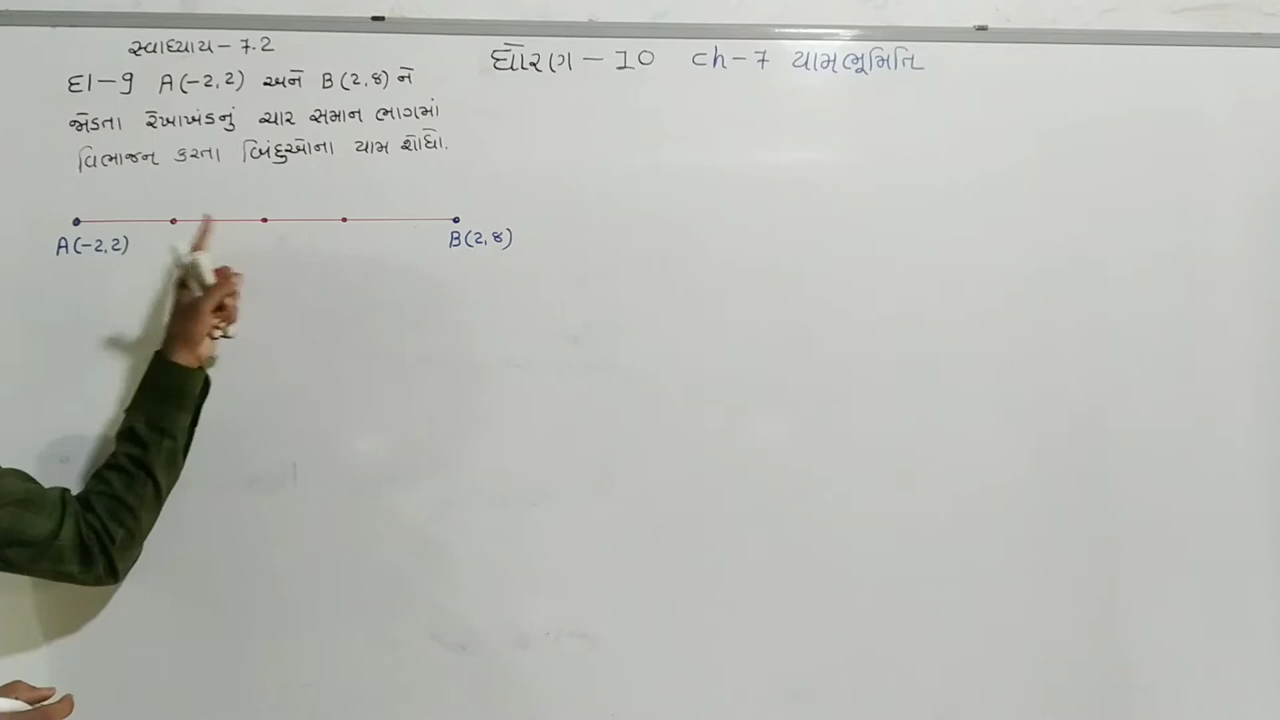 સ્વાધ્યાય - 7.2
ધોરણ - 10 ch-7 યામભૂમિતિ
દા-9 A(-2,2) અને B(2,8) ને
જોડતા રેખાખંડનું ચાર સમાન ભાગમાં
વિભાજન કરતા બિંદુઓના યામ શોધો.
A(-2,2)
B(2,8)